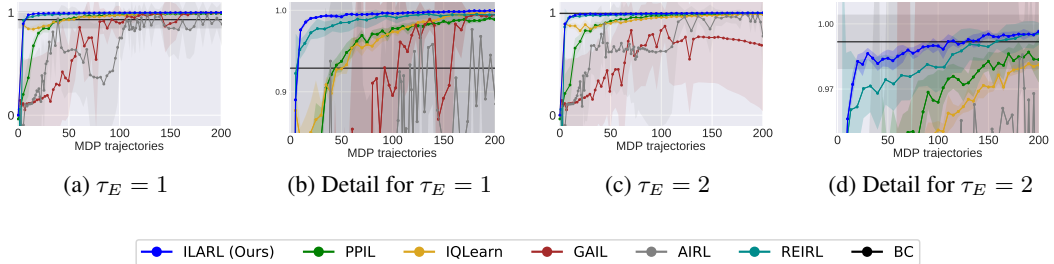 1
0
0 50 100 150 200
MDP trajectories
1.0
0.9
0 50 100 150 200
MDP trajectories
1
0
0 50 100 150 200
MDP trajectories
1.00
0.97
0 50 100 150 200
MDP trajectories
(a) τ_E = 1
(b) Detail for τ_E = 1
(c) τ_E = 2
(d) Detail for τ_E = 2
ILARL (Ours) PPIL IQLearn GAIL AIRL REIRL BC